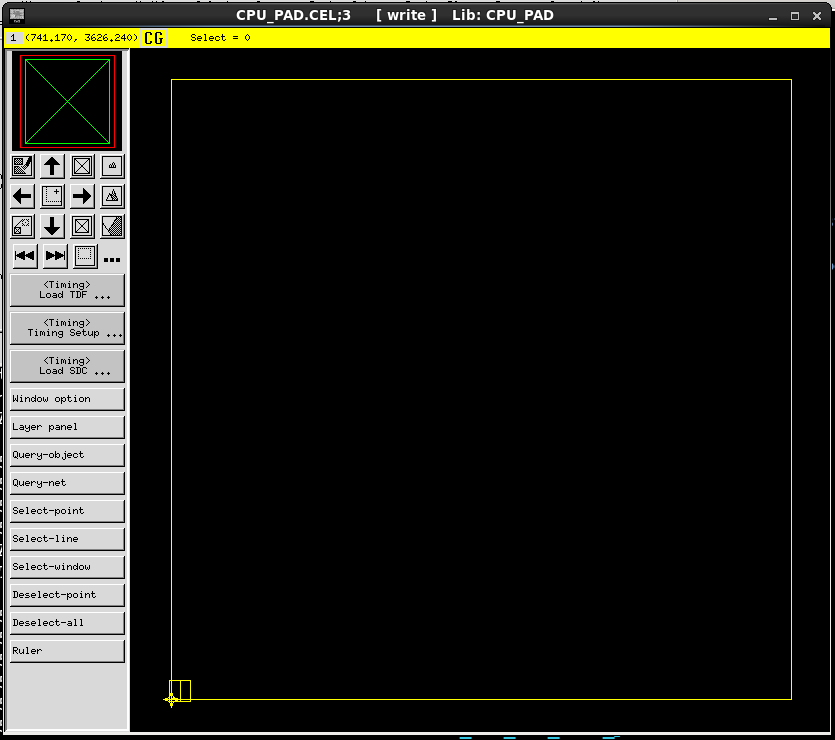 CPU_PAD.CEL;3 [ write ] Lib: CPU_PAD
1 (741.170, 3626.240) CG Select = 0
...
<Timing>
Load TDF ...
<Timing>
Timing Setup ...
<Timing>
Load SDC ...
Window option
Layer panel
Query-object
Query-net
Select-point
Select-line
Select-window
Deselect-point
Deselect-all
Ruler